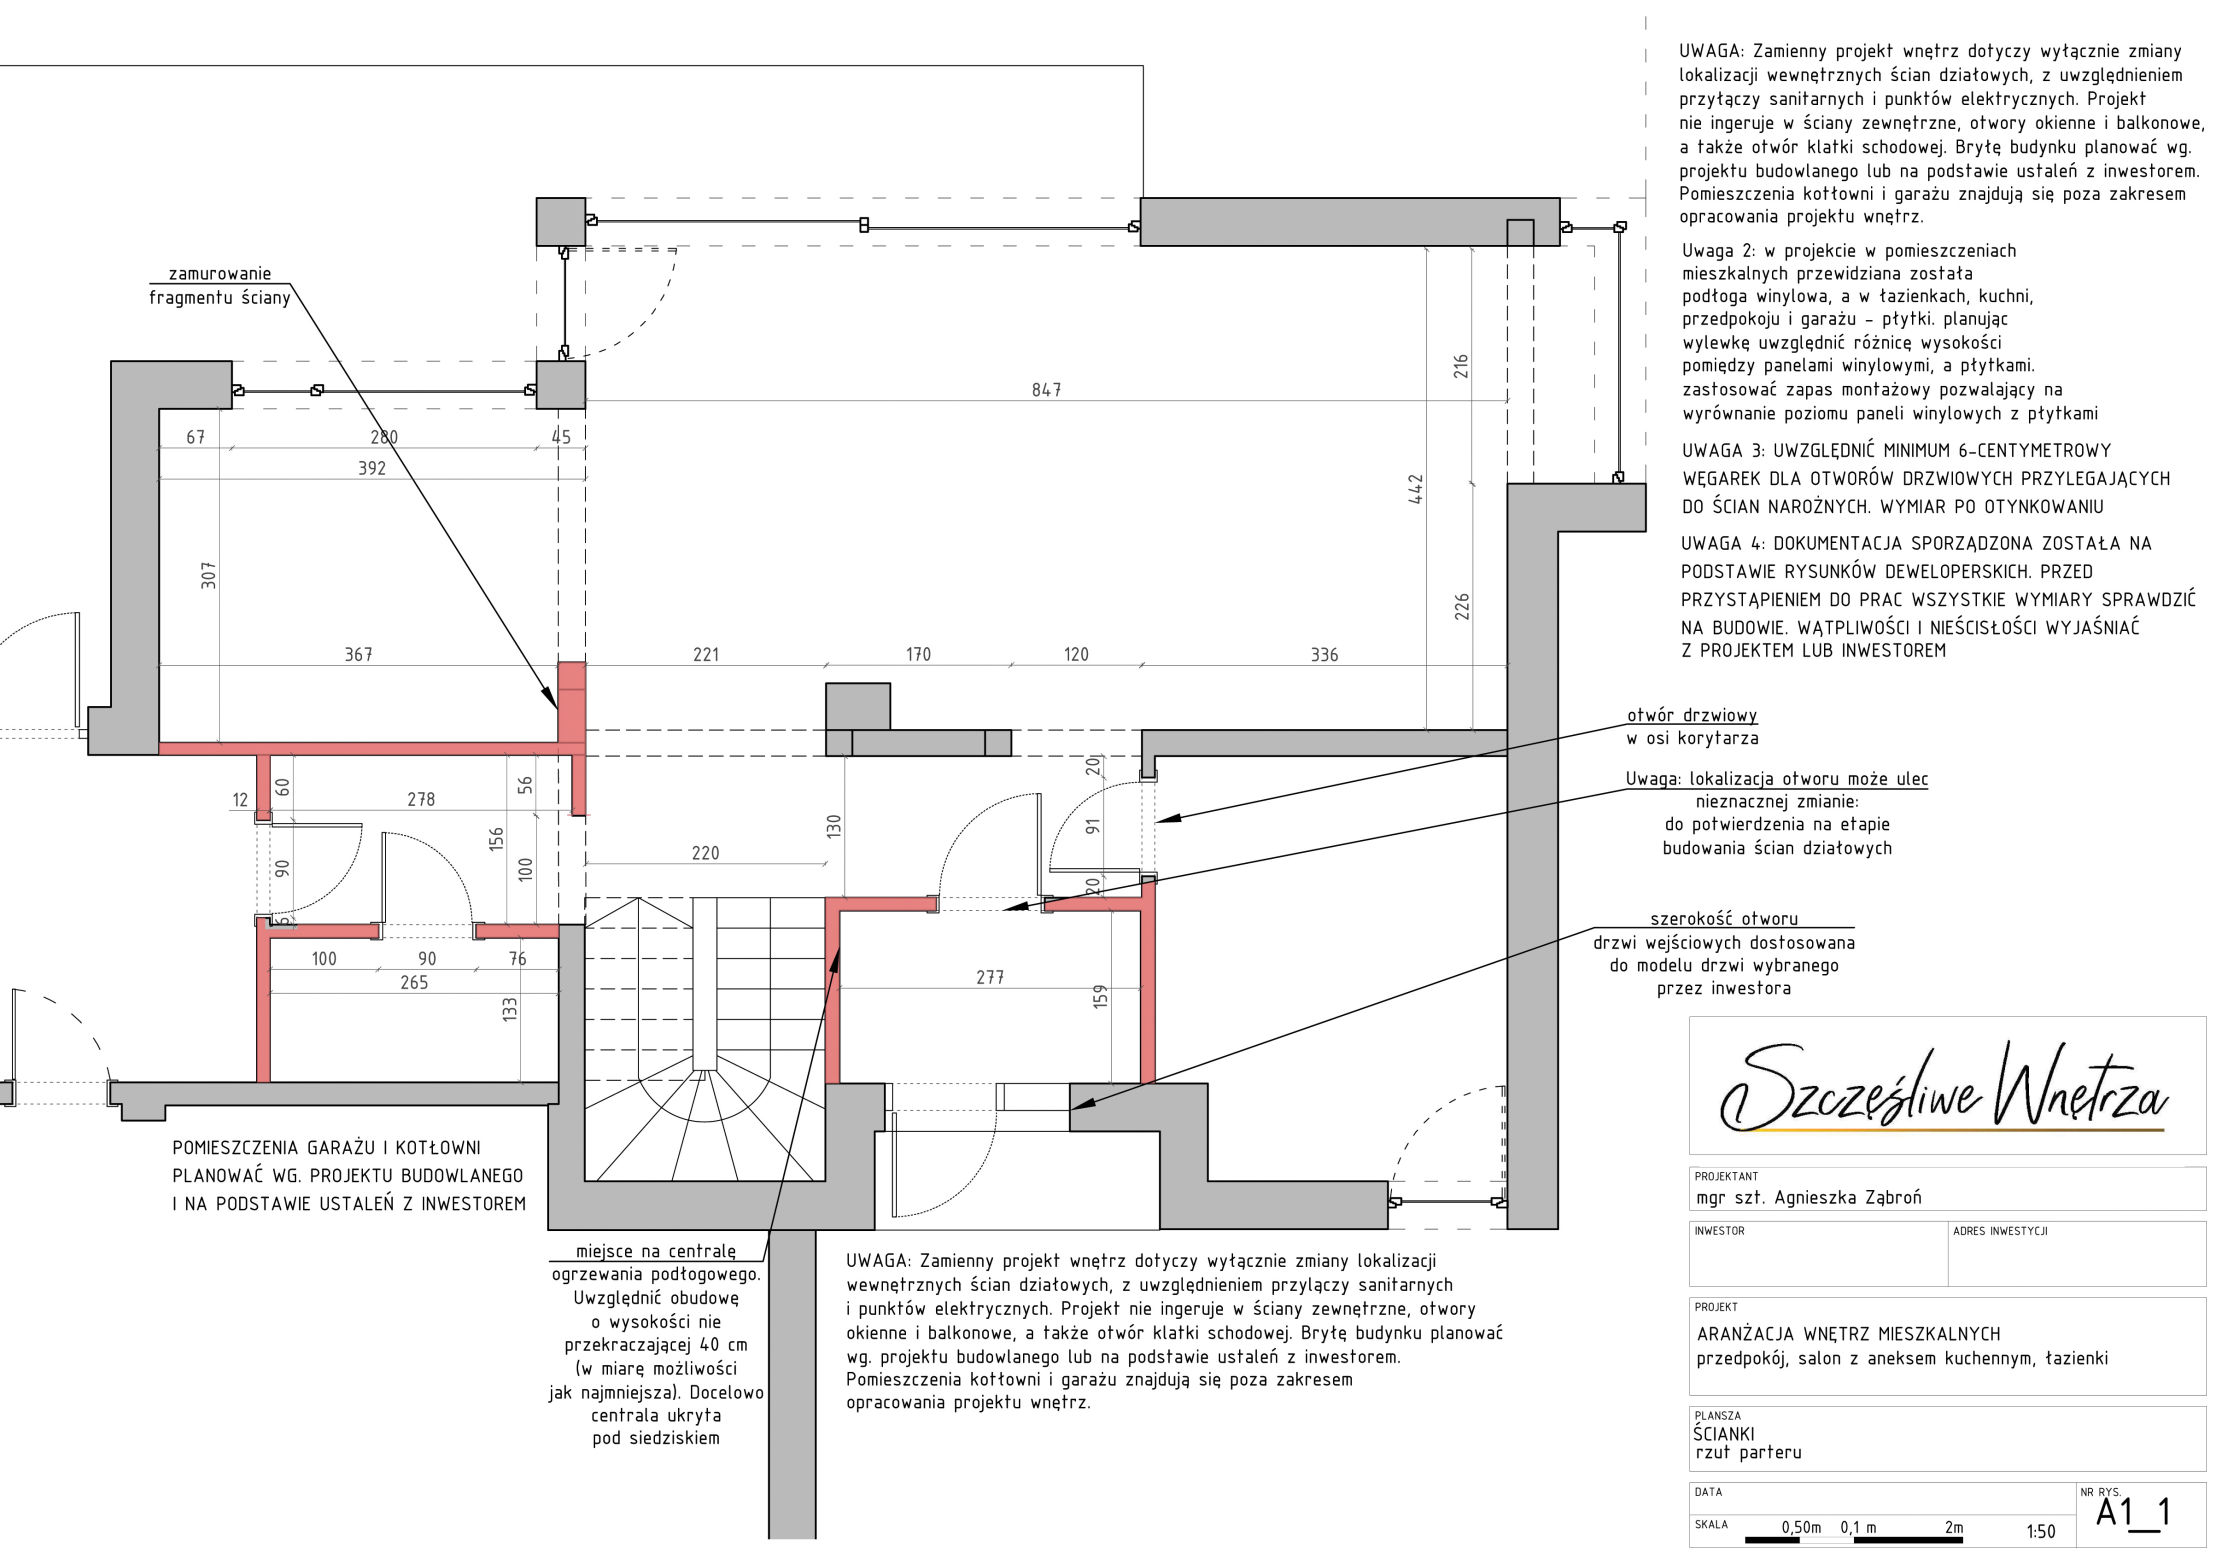 UWAGA: Zamienny projekt wnętrz dotyczy wyłącznie zmiany
lokalizacji wewnętrznych ścian działowych, z uwzględnieniem
przyłączy sanitarnych i punktów elektrycznych. Projekt
nie ingeruje w ściany zewnętrzne, otwory okienne i balkonowe,
a także otwór klatki schodowej. Bryłę budynku planować wg.
projektu budowlanego lub na podstawie ustaleń z inwestorem.
Pomieszczenia kotłowni i garażu znajdują się poza zakresem
opracowania projektu wnętrz.
Uwaga 2: w projekcie w pomieszczeniach
mieszkalnych przewidziana została
podłoga winylowa, a w łazienkach, kuchni,
przedpokoju i garażu - płytki. planując
wylewkę uwzględnić różnicę wysokości
pomiędzy panelami winylowymi, a płytkami.
zastosować zapas montażowy pozwalający na
wyrównanie poziomu paneli winylowych z płytkami
UWAGA 3: UWZGLĘDNIĆ MINIMUM 6-CENTYMETROWY
WĘGAREK DLA OTWORÓW DRZWIOWYCH PRZYLEGAJĄCYCH
DO ŚCIAN NAROŻNYCH. WYMIAR PO OTYNKOWANIU
UWAGA 4: DOKUMENTACJA SPORZĄDZONA ZOSTAŁA NA
PODSTAWIE RYSUNKÓW DEWELOPERSKICH. PRZED
PRZYSTĄPIENIEM DO PRAC WSZYSTKIE WYMIARY SPRAWDZIĆ
NA BUDOWIE. WĄTPLIWOŚCI I NIEŚCISŁOŚCI WYJAŚNIAĆ
Z PROJEKTEM LUB INWESTOREM
zamurowanie
fragmentu ściany
67
280
45
392
847
216
442
307
226
367
221
170
120
336
otwór drzwiowy
w osi korytarza
Uwaga: lokalizacja otworu może ulec
nieznacznej zmianie:
do potwierdzenia na etapie
budowania ścian działowych
12
60
278
56
156
100
90
6
130
220
20
91
20
szerokość otworu
drzwi wejściowych dostosowana
do modelu drzwi wybranego
przez inwestora
100
90
76
265
133
277
159
POMIESZCZENIA GARAŻU I KOTŁOWNI
PLANOWAĆ WG. PROJEKTU BUDOWLANEGO
I NA PODSTAWIE USTALEŃ Z INWESTOREM
miejsce na centralę
ogrzewania podłogowego.
Uwzględnić obudowę
o wysokości nie
przekraczającej 40 cm
(w miarę możliwości
jak najmniejsza). Docelowo
centrala ukryta
pod siedziskiem
UWAGA: Zamienny projekt wnętrz dotyczy wyłącznie zmiany lokalizacji
wewnętrznych ścian działowych, z uwzględnieniem przyłączy sanitarnych
i punktów elektrycznych. Projekt nie ingeruje w ściany zewnętrzne, otwory
okienne i balkonowe, a także otwór klatki schodowej. Bryłę budynku planować
wg. projektu budowlanego lub na podstawie ustaleń z inwestorem.
Pomieszczenia kotłowni i garażu znajdują się poza zakresem
opracowania projektu wnętrz.
Szczęśliwe Wnętrza
PROJEKTANT
mgr szt. Agnieszka Ząbroń
INWESTOR
ADRES INWESTYCJI
PROJEKT
ARANŻACJA WNĘTRZ MIESZKALNYCH
przedpokój, salon z aneksem kuchennym, łazienki
PLANSZA
ŚCIANKI
rzut parteru
DATA
SKALA
0,50m 0,1 m 2m
1:50
NR RYS.
A1_1